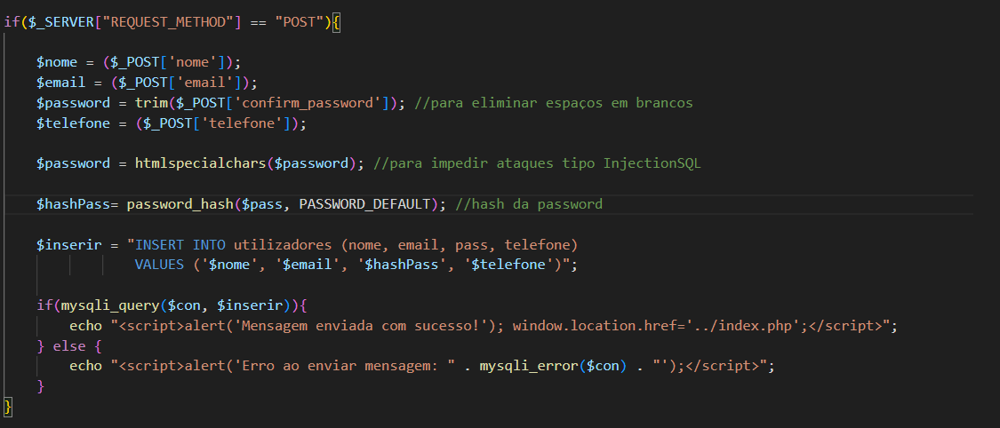 if($_SERVER["REQUEST_METHOD"] == "POST"){
$nome = ($_POST['nome']);
$email = ($_POST['email']);
$password = trim($_POST['confirm_password']); //para eliminar espaços em brancos
$telefone = ($_POST['telefone']);
$password = htmlspecialchars($password); //para impedir ataques tipo InjectionSQL
$hashPass= password_hash($pass, PASSWORD_DEFAULT); //hash da password
$inserir = "INSERT INTO utilizadores (nome, email, pass, telefone)
VALUES ('$nome', '$email', '$hashPass', '$telefone')";
if(mysqli_query($con, $inserir)){
echo "<script>alert('Mensagem enviada com sucesso!'); window.location.href='../index.php';</script>";
} else {
echo "<script>alert('Erro ao enviar mensagem: " . mysqli_error($con) . "');</script>";
}
}